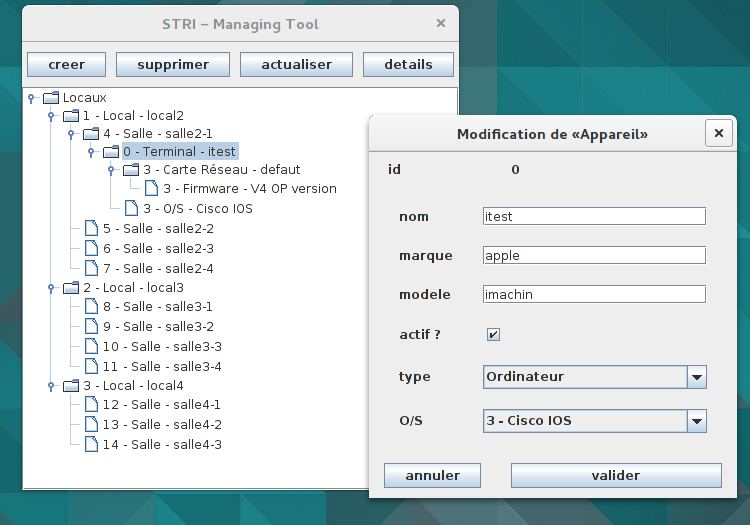 STRI – Managing Tool
creer supprimer actualiser details
Locaux
1 - Local - local2
4 - Salle - salle2-1
0 - Terminal - itest
3 - Carte Réseau - defaut
3 - Firmware - V4 OP version
3 - O/S - Cisco IOS
5 - Salle - salle2-2
6 - Salle - salle2-3
7 - Salle - salle2-4
2 - Local - local3
8 - Salle - salle3-1
9 - Salle - salle3-2
10 - Salle - salle3-3
11 - Salle - salle3-4
3 - Local - local4
12 - Salle - salle4-1
13 - Salle - salle4-2
14 - Salle - salle4-3
Modification de «Appareil»
id 0
nom itest
marque apple
modele imachin
actif ?
type Ordinateur
O/S 3 - Cisco IOS
annuler valider